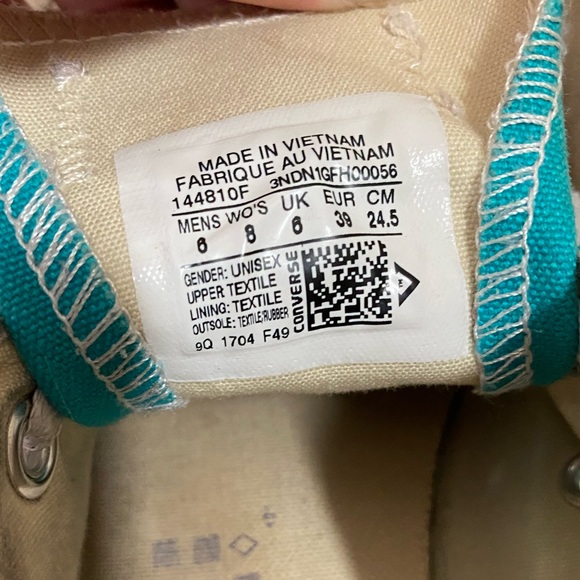 MADE IN VIETNAM
FABRIQUE AU VIETNAM
144810F 3NDN1GFH00056
MENS WO'S UK EUR CM
6 8 6 39 24.5
GENDER: UNISEX
UPPER TEXTILE
LINING: TEXTILE
OUTSOLE: TEXTILE/RUBBER
9Q 1704 F49
CONVERSE